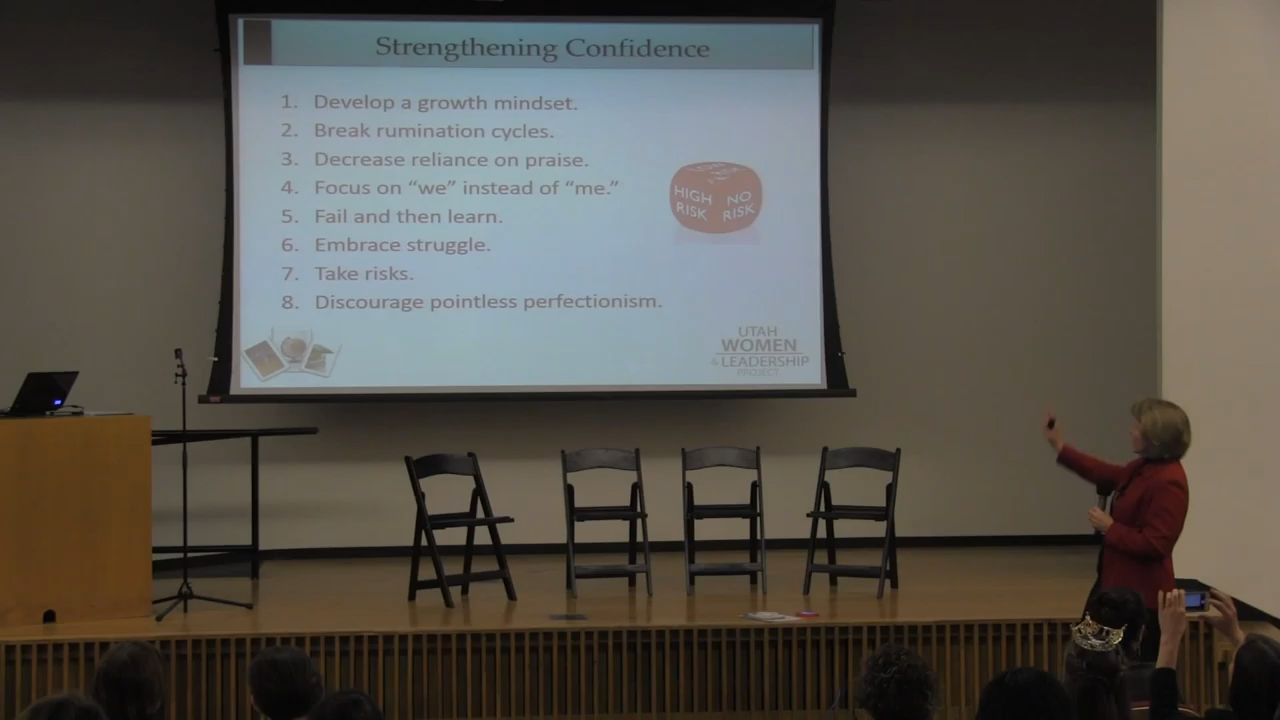 Strengthening Confidence
1. Develop a growth mindset.
2. Break rumination cycles.
3. Decrease reliance on praise.
4. Focus on “we” instead of “me.”
5. Fail and then learn.
6. Embrace struggle.
7. Take risks.
8. Discourage pointless perfectionism.
HIGH RISK
NO RISK
UTAH
WOMEN
& LEADERSHIP
PROJECT